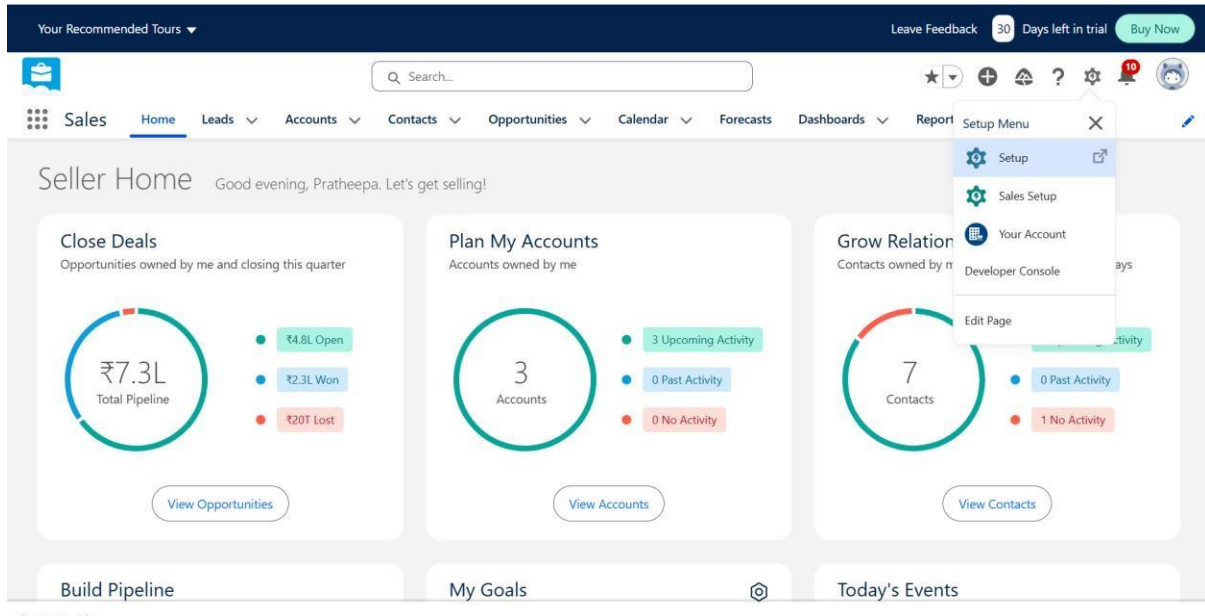 Your Recommended Tours
Leave Feedback 30 Days left in trial Buy Now
Search...
10
Sales Home Leads Accounts Contacts Opportunities Calendar Forecasts Dashboards Report
Setup Menu
Setup
Sales Setup
Your Account
Developer Console
Edit Page
Seller Home Good evening, Pratheepa. Let's get selling!
Close Deals
Opportunities owned by me and closing this quarter
₹7.3L
Total Pipeline
₹4.8L Open
₹2.3L Won
₹20T Lost
View Opportunities
Plan My Accounts
Accounts owned by me
3
Accounts
3 Upcoming Activity
0 Past Activity
0 No Activity
View Accounts
Grow Relation
Contacts owned by
7
Contacts
0 Past Activity
1 No Activity
View Contacts
Build Pipeline
My Goals
Today's Events